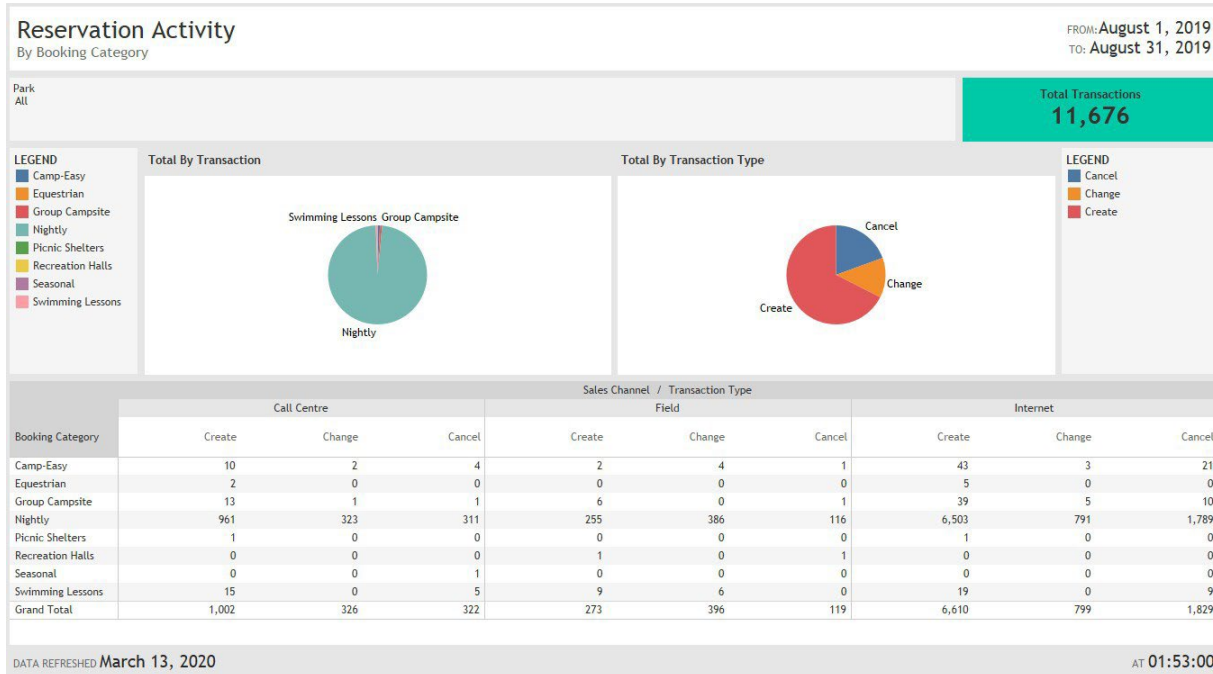 Reservation Activity
By Booking Category
FROM: August 1, 2019
TO: August 31, 2019
Park
All
Total Transactions
11,676
LEGEND
Camp-Easy
Equestrian
Group Campsite
Nightly
Picnic Shelters
Recreation Halls
Seasonal
Swimming Lessons
Total By Transaction
Swimming Lessons Group Campsite
Nightly
Total By Transaction Type
Cancel
Change
Create
LEGEND
Cancel
Change
Create
Sales Channel / Transaction Type
Call Centre Field Internet
Booking Category Create Change Cancel Create Change Cancel Create Change Cancel
Camp-Easy 10 2 4 2 4 1 43 3 21
Equestrian 2 0 0 0 0 0 5 0 0
Group Campsite 13 1 1 6 0 1 39 5 10
Nightly 961 323 311 255 386 116 6,503 791 1,789
Picnic Shelters 1 0 0 0 0 0 1 0 0
Recreation Halls 0 0 0 1 0 1 0 0 0
Seasonal 0 0 1 0 0 0 0 0 0
Swimming Lessons 15 0 5 9 6 0 19 0 9
Grand Total 1,002 326 322 273 396 119 6,610 799 1,829
DATA REFRESHED March 13, 2020
AT 01:53:00